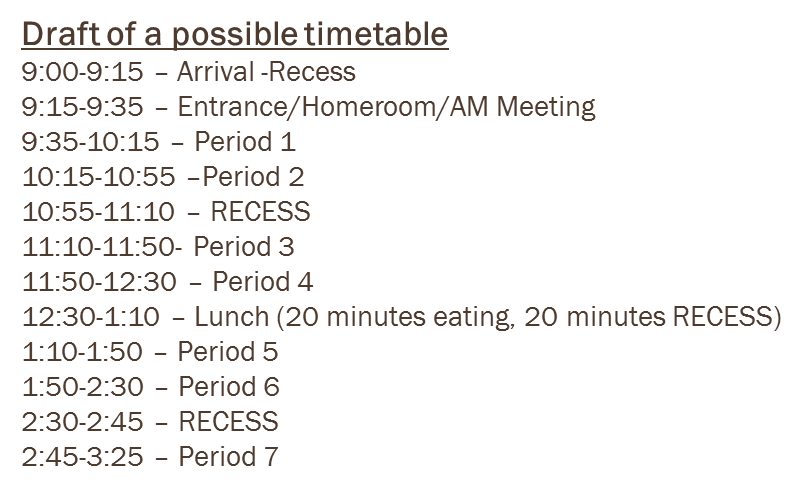 Draft of a possible timetable
9:00-9:15 – Arrival -Recess
9:15-9:35 – Entrance/Homeroom/AM Meeting
9:35-10:15 – Period 1
10:15-10:55 –Period 2
10:55-11:10 – RECESS
11:10-11:50- Period 3
11:50-12:30 – Period 4
12:30-1:10 – Lunch (20 minutes eating, 20 minutes RECESS)
1:10-1:50 – Period 5
1:50-2:30 – Period 6
2:30-2:45 – RECESS
2:45-3:25 – Period 7